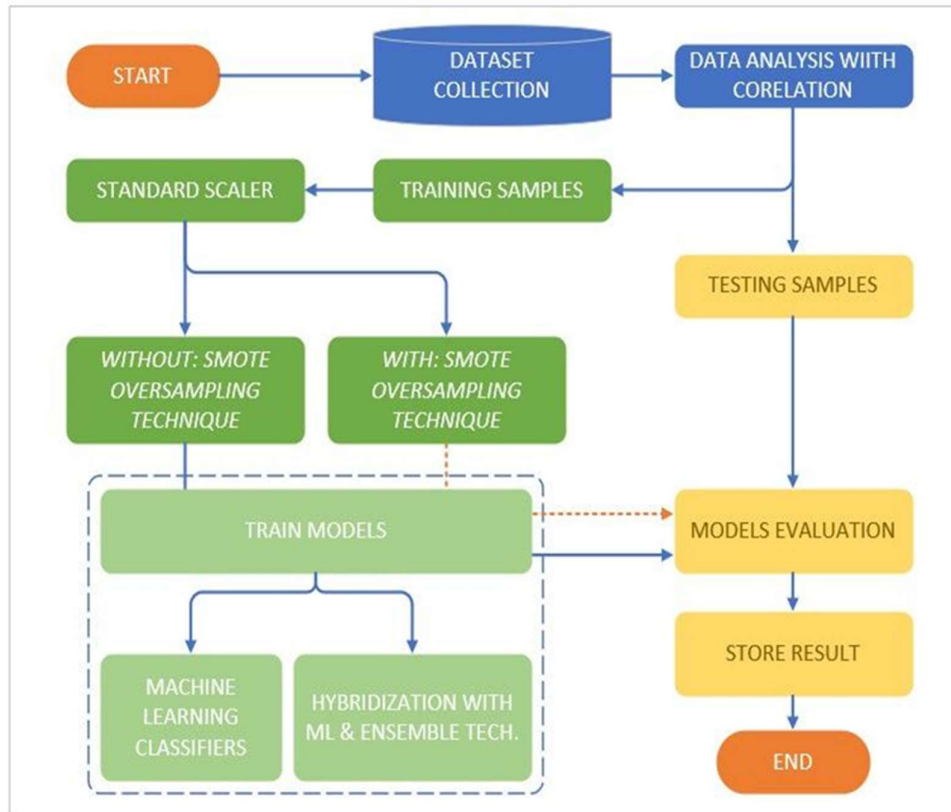 START
DATASET
COLLECTION
DATA ANALYSIS WIITH
CORELATION
STANDARD SCALER
TRAINING SAMPLES
TESTING SAMPLES
WITHOUT: SMOTE
OVERSAMPLING
TECHNIQUE
WITH: SMOTE
OVERSAMPLING
TECHNIQUE
TRAIN MODELS
MODELS EVALUATION
MACHINE
LEARNING
CLASSIFIERS
HYBRIDIZATION WITH
ML & ENSEMBLE TECH.
STORE RESULT
END